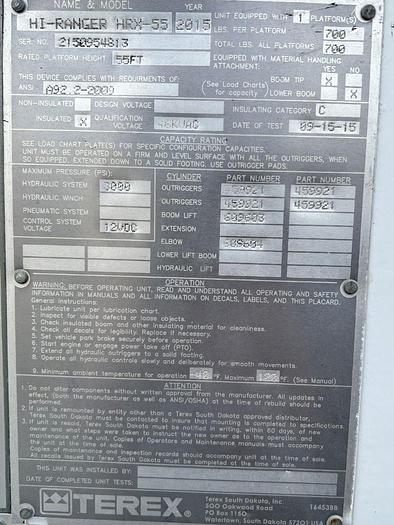 NAME & MODEL YEAR
HI-RANGER HRX-55 2015 UNIT EQUIPPED WITH 1 PLATFORM(S)
LBS. PER PLATFORM 700
SER. NO. 2150954813 TOTAL LBS. ALL PLATFORMS 700
RATED PLATFORM HEIGHT 55FT EQUIPPED WITH MATERIAL HANDLING
ATTACHMENT: YES NO
COMPLIES WITH REQUIREMENTS OF: BOOM TIP X
ANSI A92.2-2009 (See Load Charts) for capacity LOWER BOOM X
NON-INSULATED DESIGN VOLTAGE INSULATING CATEGORY C
INSULATED X QUALIFICATION VOLTAGE 46KVAC DATE OF TEST 09-15-15
CAPACITY RATING
SEE LOAD CHART PLATE(S) FOR SPECIFIC CONFIGURATION CAPACITIES.
UNIT MUST BE OPERATED ON A FIRM AND LEVEL SURFACE WITH ALL THE OUTRIGGERS, WHEN
SO EQUIPPED, EXTENDED DOWN TO A SOLID FOOTING. USE OUTRIGGER PADS.
MAXIMUM PRESSURE (PSI): CYLINDER PART NUMBER PART NUMBER
HYDRAULIC SYSTEM 3000 OUTRIGGERS 459921 459921
HYDRAULIC WINCH OUTRIGGERS 459921 459921
PNEUMATIC SYSTEM BOOM LIFT 609603
CONTROL SYSTEM VOLTAGE 12VDC EXTENSION
ELBOW 608604
LOWER LIFT BOOM
HYDRAULIC LIFT
OPERATION
WARNING: BEFORE OPERATING UNIT, READ AND UNDERSTAND ALL OPERATING AND SAFETY
INFORMATION IN MANUALS AND ALL INFORMATION ON DECALS, LABELS, AND THIS PLACARD.
General instructions:
1. Lubricate unit per lubrication chart.
2. Inspect for visible defects or loose objects.
3. Check insulated boom and other insulating material for cleanliness.
4. Check all decals for legibility. Replace if necessary.
5. Set vehicle park brake securely before operation.
6. Start engine or engage power take off (PTO).
7. Extend all hydraulic outriggers to a solid footing.
8. Operate all hydraulic controls slowly and deliberately for smooth movements.
9. Minimum ambient temperature for operation -40 °F. Maximum 120 °F. (See Manual)
ATTENTION
1. Do not alter components without written approval from the manufacturer. All updates in
effect, (both the manufacturer as well as ANSI/OSHA) at the time of rebuild should be
performed.
2. If unit is remounted by entity other than a Terex South Dakota approved distributor,
Terex South Dakota must be contacted to insure that mounting is completed to specifications.
3. If unit is resold, Terex South Dakota must be notified in writing, within 60 days, of new
owner and what steps were taken to instruct the new owner as to the operation and
maintenance of the unit. Copies of Operators and Maintenance manuals must accompany
the unit at the time of sale.
Copies of maintenance and inspection records should accompany unit at the time of sale.
All resale issued by Terex South Dakota must be completed at the time of sale.
THIS UNIT WAS INSTALLED BY
DATE OF COMPLETED UNIT TESTS:
TEREX
Terex South Dakota, Inc.
500 Oakwood Road
PO Box 1150
Watertown, South Dakota 57201 USA
1645388